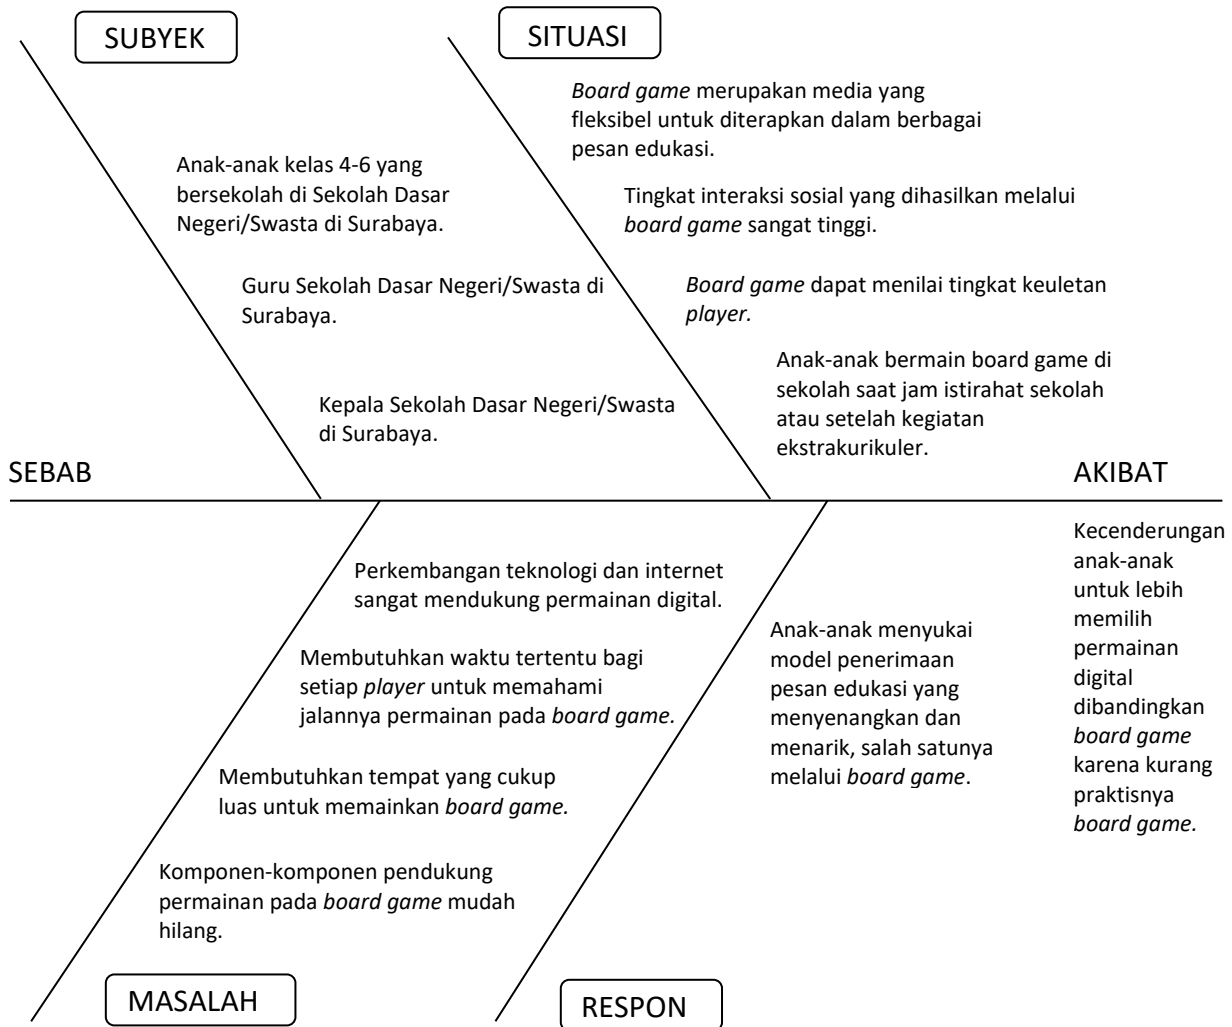 SUBYEK
Anak-anak kelas 4-6 yang
bersekolah di Sekolah Dasar
Negeri/Swasta di Surabaya.
Guru Sekolah Dasar Negeri/Swasta di
Surabaya.
Kepala Sekolah Dasar Negeri/Swasta
di Surabaya.
SITUASI
Board game merupakan media yang
fleksibel untuk diterapkan dalam berbagai
pesan edukasi.
Tingkat interaksi sosial yang dihasilkan melalui
board game sangat tinggi.
Board game dapat menilai tingkat keuletan
player.
Anak-anak bermain board game di
sekolah saat jam istirahat sekolah
atau setelah kegiatan
ekstrakurikuler.
SEBAB
AKIBAT
Perkembangan teknologi dan internet
sangat mendukung permainan digital.
Membutuhkan waktu tertentu bagi
setiap player untuk memahami
jalannya permainan pada board game.
Membutuhkan tempat yang cukup
luas untuk memainkan board game.
Komponen-komponen pendukung
permainan pada board game mudah
hilang.
MASALAH
Anak-anak menyukai
model penerimaan
pesan edukasi yang
menyenangkan dan
menarik, salah satunya
melalui board game.
RESPON
Kecenderungan
anak-anak
untuk lebih
memilih
permainan
digital
dibandingkan
board game
karena kurang
praktisnya
board game.